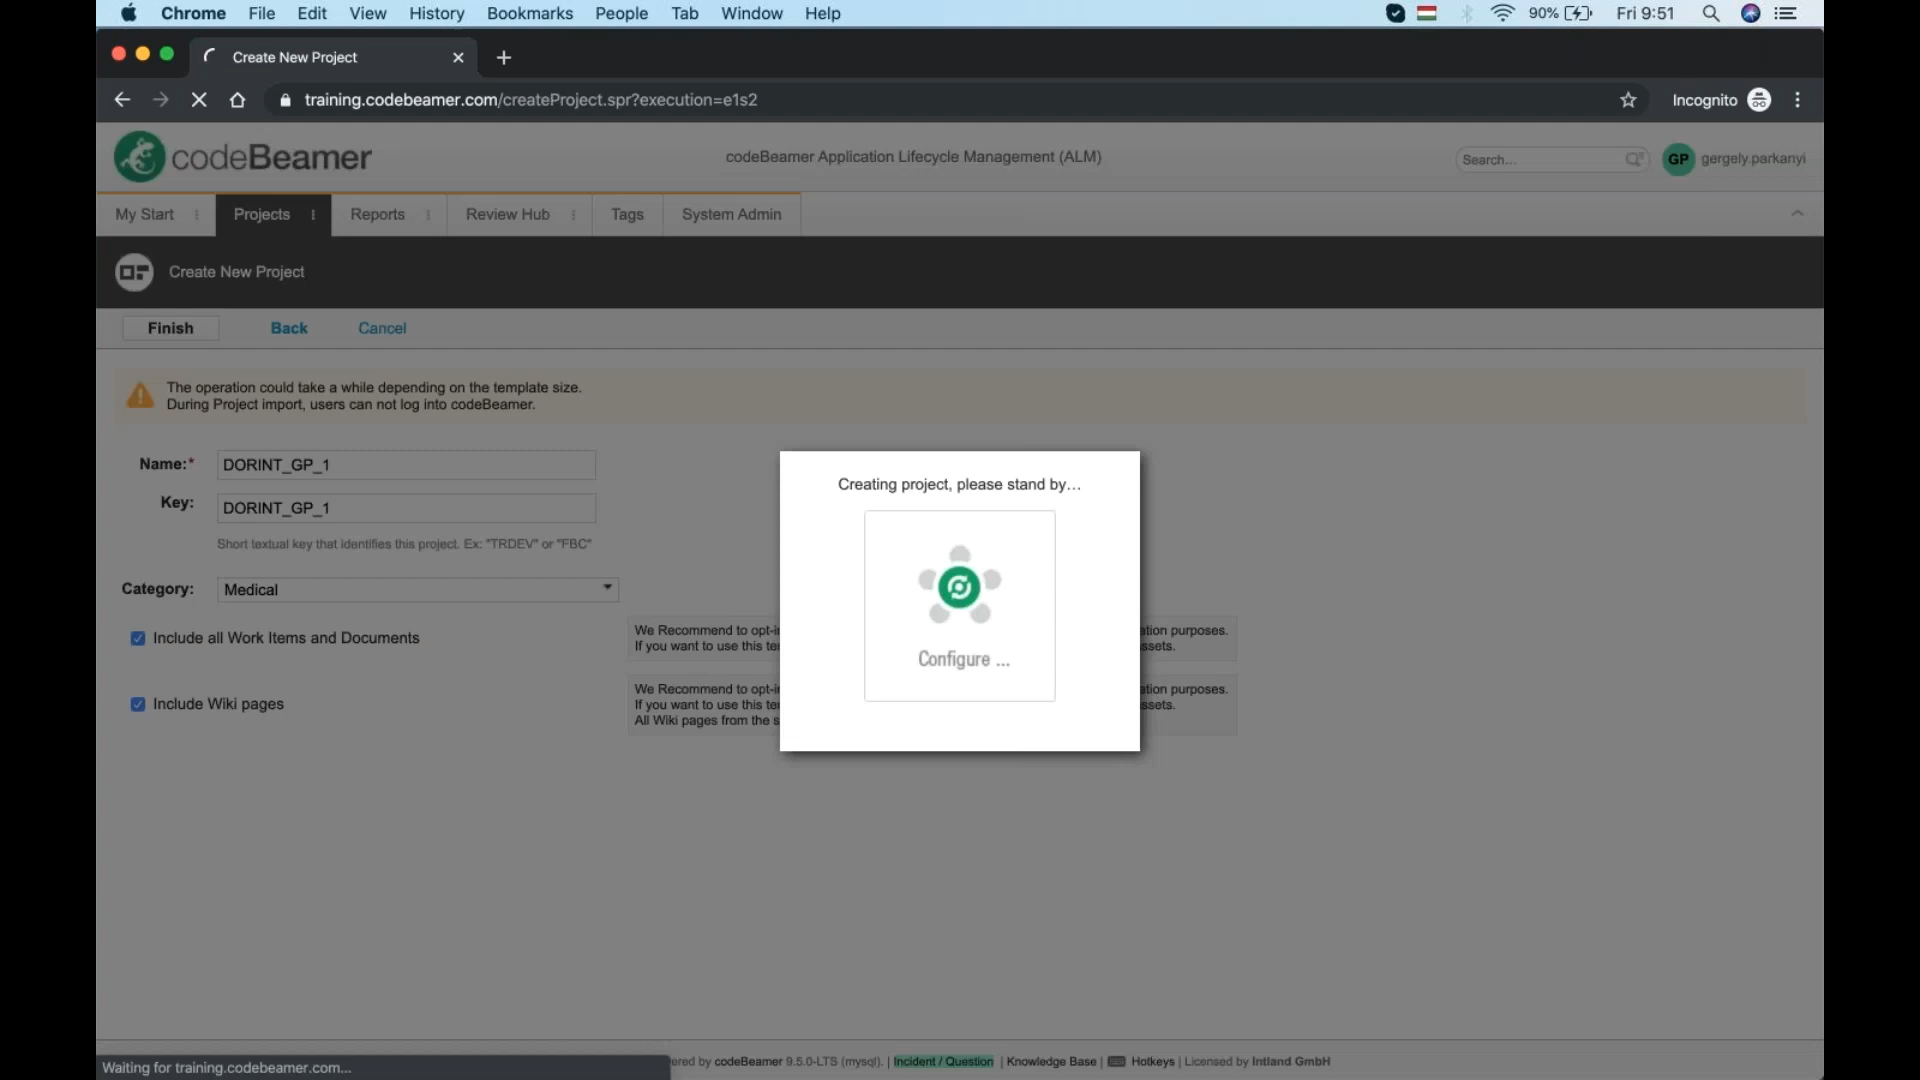 Chrome File Edit View History Bookmarks People Tab Window Help 90% Fri 9:51
Create New Project
training.codebeamer.com/createProject.spr?execution=e1s2 Incognito
codeBeamer codeBeamer Application Lifecycle Management (ALM) Search... GP gergely.parkanyi
My Start Projects Reports Review Hub Tags System Admin
Create New Project
Finish Back Cancel
The operation could take a while depending on the template size.
During Project import, users can not log into codeBeamer.
Name:* DORINT_GP_1
Key: DORINT_GP_1
Short textual key that identifies this project. Ex: "TRDEV" or "FBC"
Category: Medical
Include all Work Items and Documents
We Recommend to opt-i
If you want to use this te
ation purposes.
ssets.
Include Wiki pages
We Recommend to opt-i
If you want to use this te
All Wiki pages from the s
ation purposes.
ssets.
Creating project, please stand by…
Configure ...
Waiting for training.codebeamer.com...
ered by codeBeamer 9.5.0-LTS (mysql). | Incident / Question | Knowledge Base | Hotkeys | Licensed by Intland GmbH